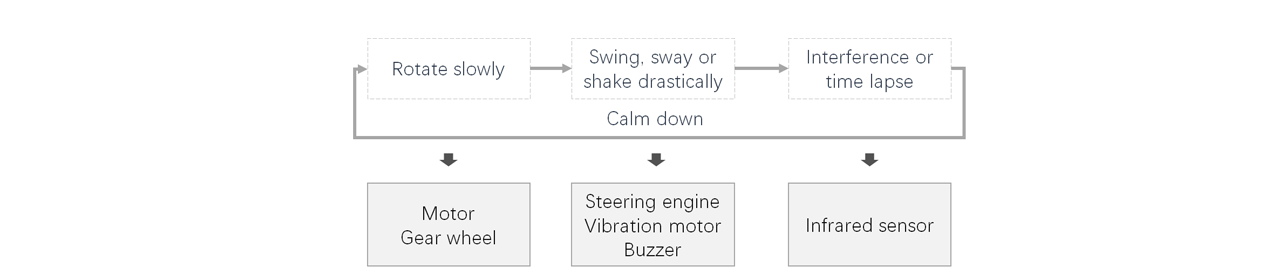 Rotate slowly
Swing, sway or
shake drastically
Interference or
time lapse
Calm down
Motor
Gear wheel
Steering engine
Vibration motor
Buzzer
Infrared sensor